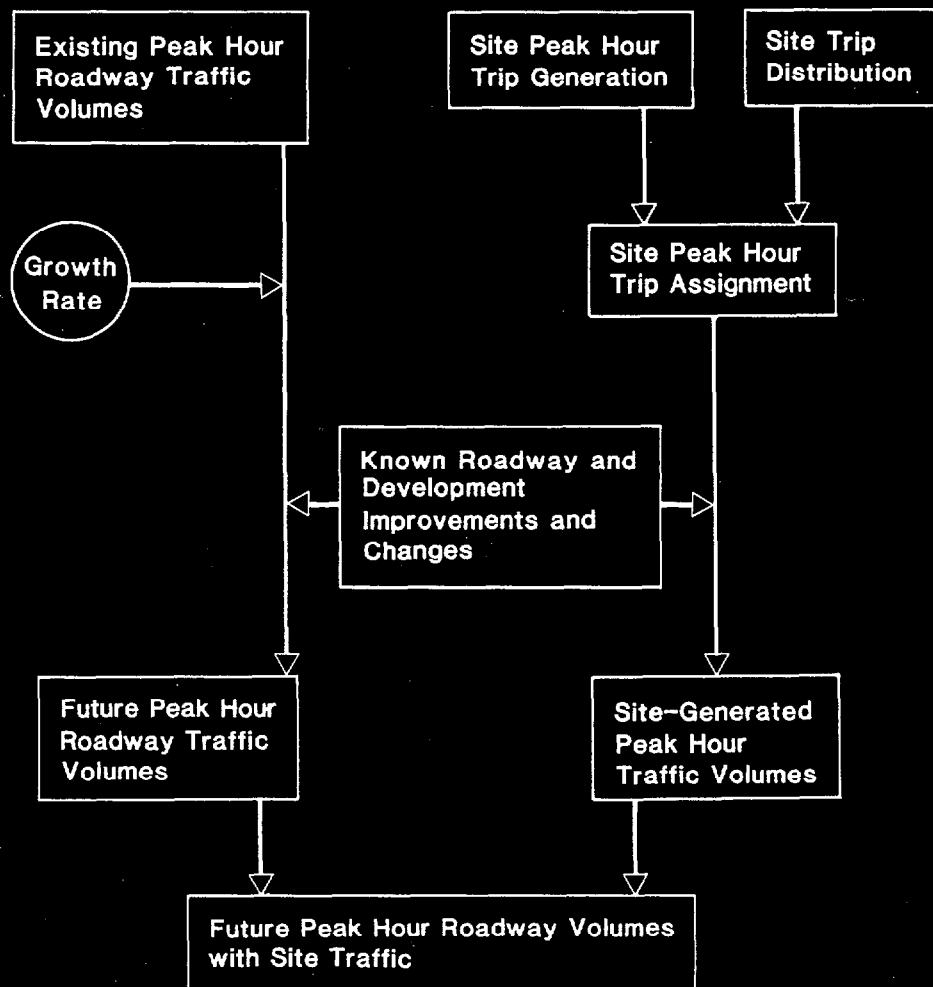 Existing Peak Hour
Roadway Traffic
Volumes
Site Peak Hour
Trip Generation
Site Trip
Distribution
Growth
Rate
Site Peak Hour
Trip Assignment
Known Roadway and
Development
Improvements and
Changes
Future Peak Hour
Roadway Traffic
Volumes
Site-Generated
Peak Hour
Traffic Volumes
Future Peak Hour Roadway Volumes
with Site Traffic